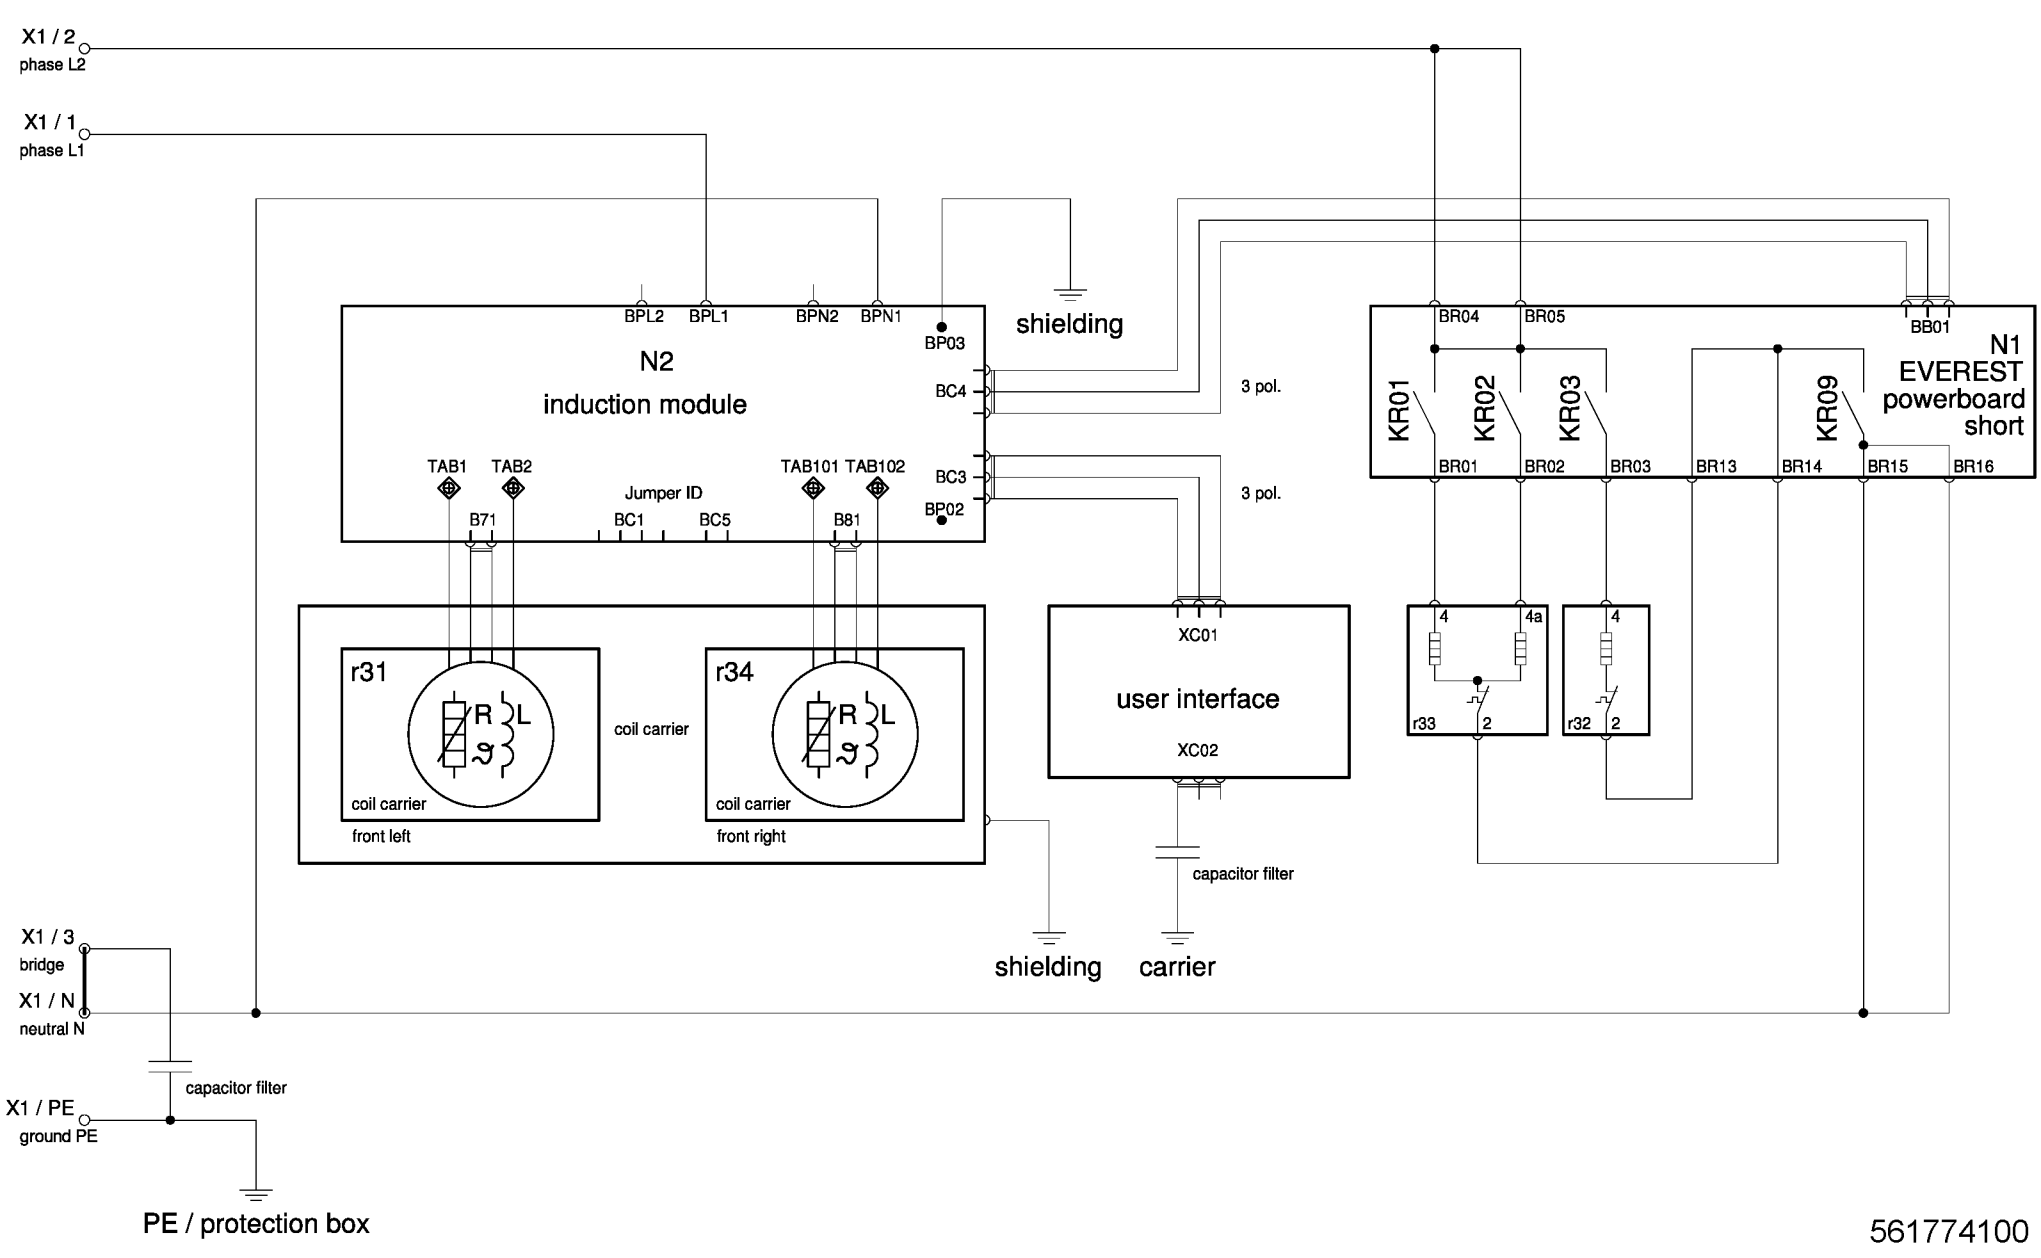 X1 / 2
phase L2
X1 / 1
phase L1
BPL2
BPL1
BPN2
BPN1
BP03
N2
induction module
BC4
TAB1
TAB2
TAB101
TAB102
BC3
Jumper ID
BP02
B71
BC1
BC5
B81
shielding
3 pol.
3 pol.
BR04
BR05
BB01
N1
EVEREST
powerboard
short
KR01
KR02
KR03
KR09
BR01
BR02
BR03
BR13
BR14
BR15
BR16
r31
R
L
ϑ
coil carrier
front left
coil carrier
r34
R
L
ϑ
coil carrier
front right
XC01
user interface
XC02
4
4a
r33
2
4
r32
2
capacitor filter
shielding
carrier
X1 / 3
bridge
X1 / N
neutral N
capacitor filter
X1 / PE
ground PE
PE / protection box
561774100